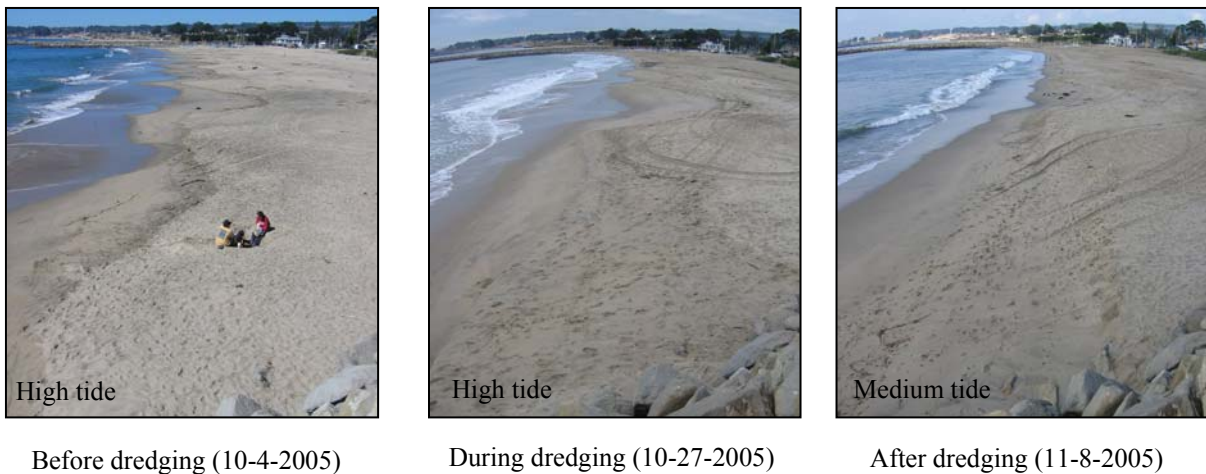 High tide
High tide
Medium tide
Before dredging (10-4-2005)
During dredging (10-27-2005)
After dredging (11-8-2005)